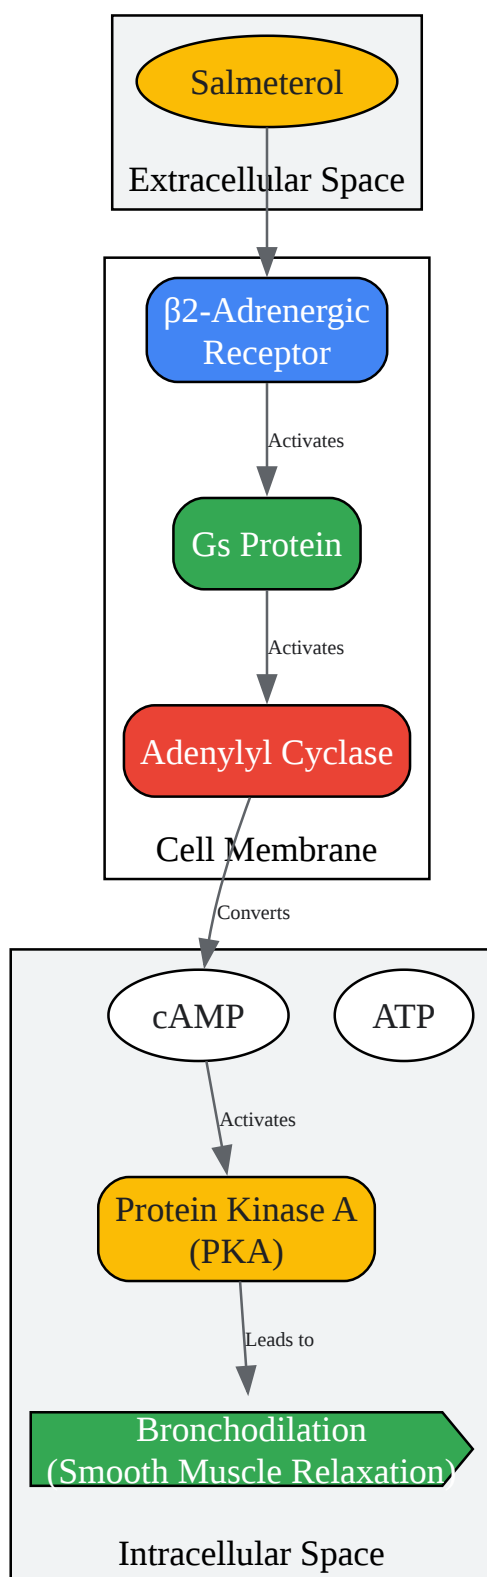 Salmeterol
Extracellular Space
β2-Adrenergic
Receptor
Activates
Gs Protein
Activates
Adenylyl Cyclase
Cell Membrane
Converts
cAMP
ATP
Activates
Protein Kinase A
(PKA)
Leads to
Bronchodilation
(Smooth Muscle Relaxation)
Intracellular Space